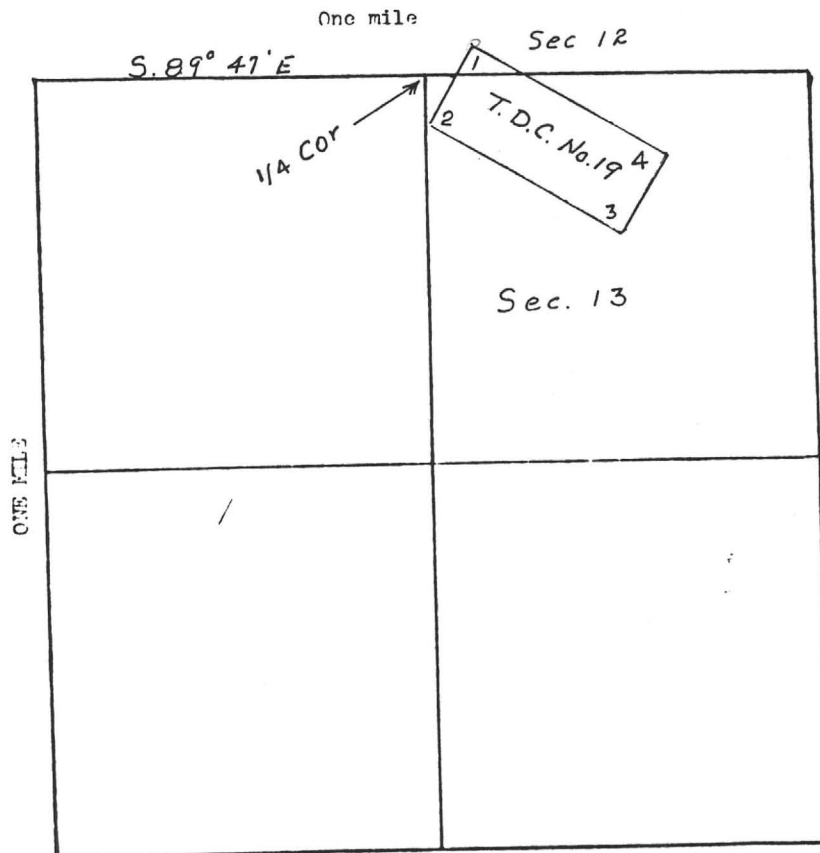 One mile
Sec 12
S. 89° 47' E
1
T. D. C. No. 19
2
4
1/4 Cor
3
Sec. 13
ONE MILE